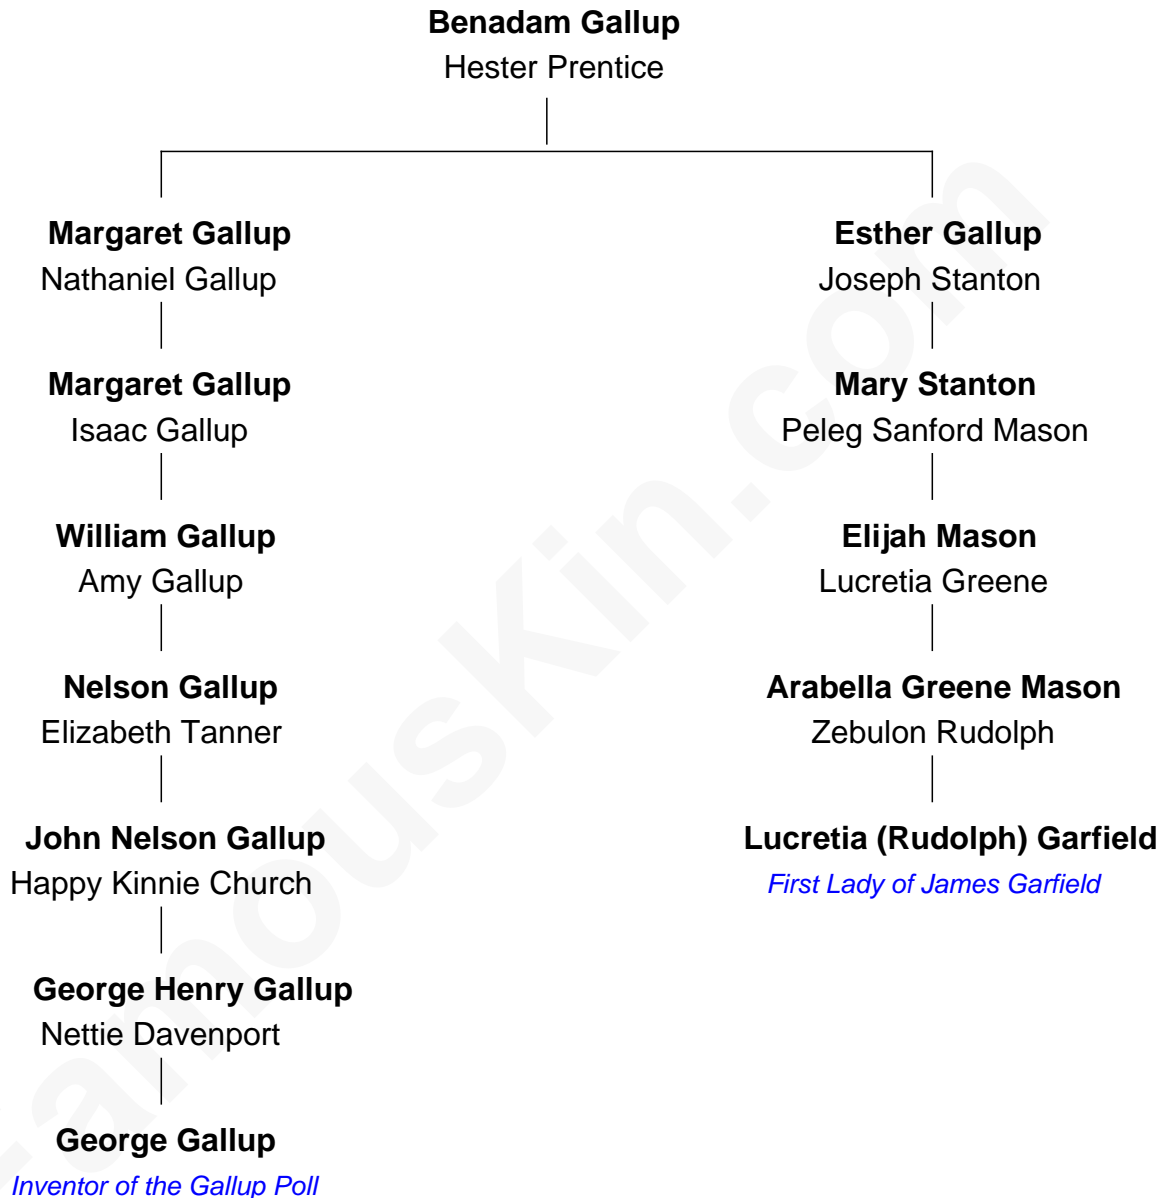 Benadam Gallup
Hester Prentice
Margaret Gallup
Nathaniel Gallup
Esther Gallup
Joseph Stanton
Margaret Gallup
Isaac Gallup
Mary Stanton
Peleg Sanford Mason
William Gallup
Amy Gallup
Elijah Mason
Lucretia Greene
Nelson Gallup
Elizabeth Tanner
Arabella Greene Mason
Zebulon Rudolph
John Nelson Gallup
Happy Kinnie Church
Lucretia (Rudolph) Garfield
First Lady of James Garfield
George Henry Gallup
Nettie Davenport
George Gallup
Inventor of the Gallup Poll
FamousKin.com